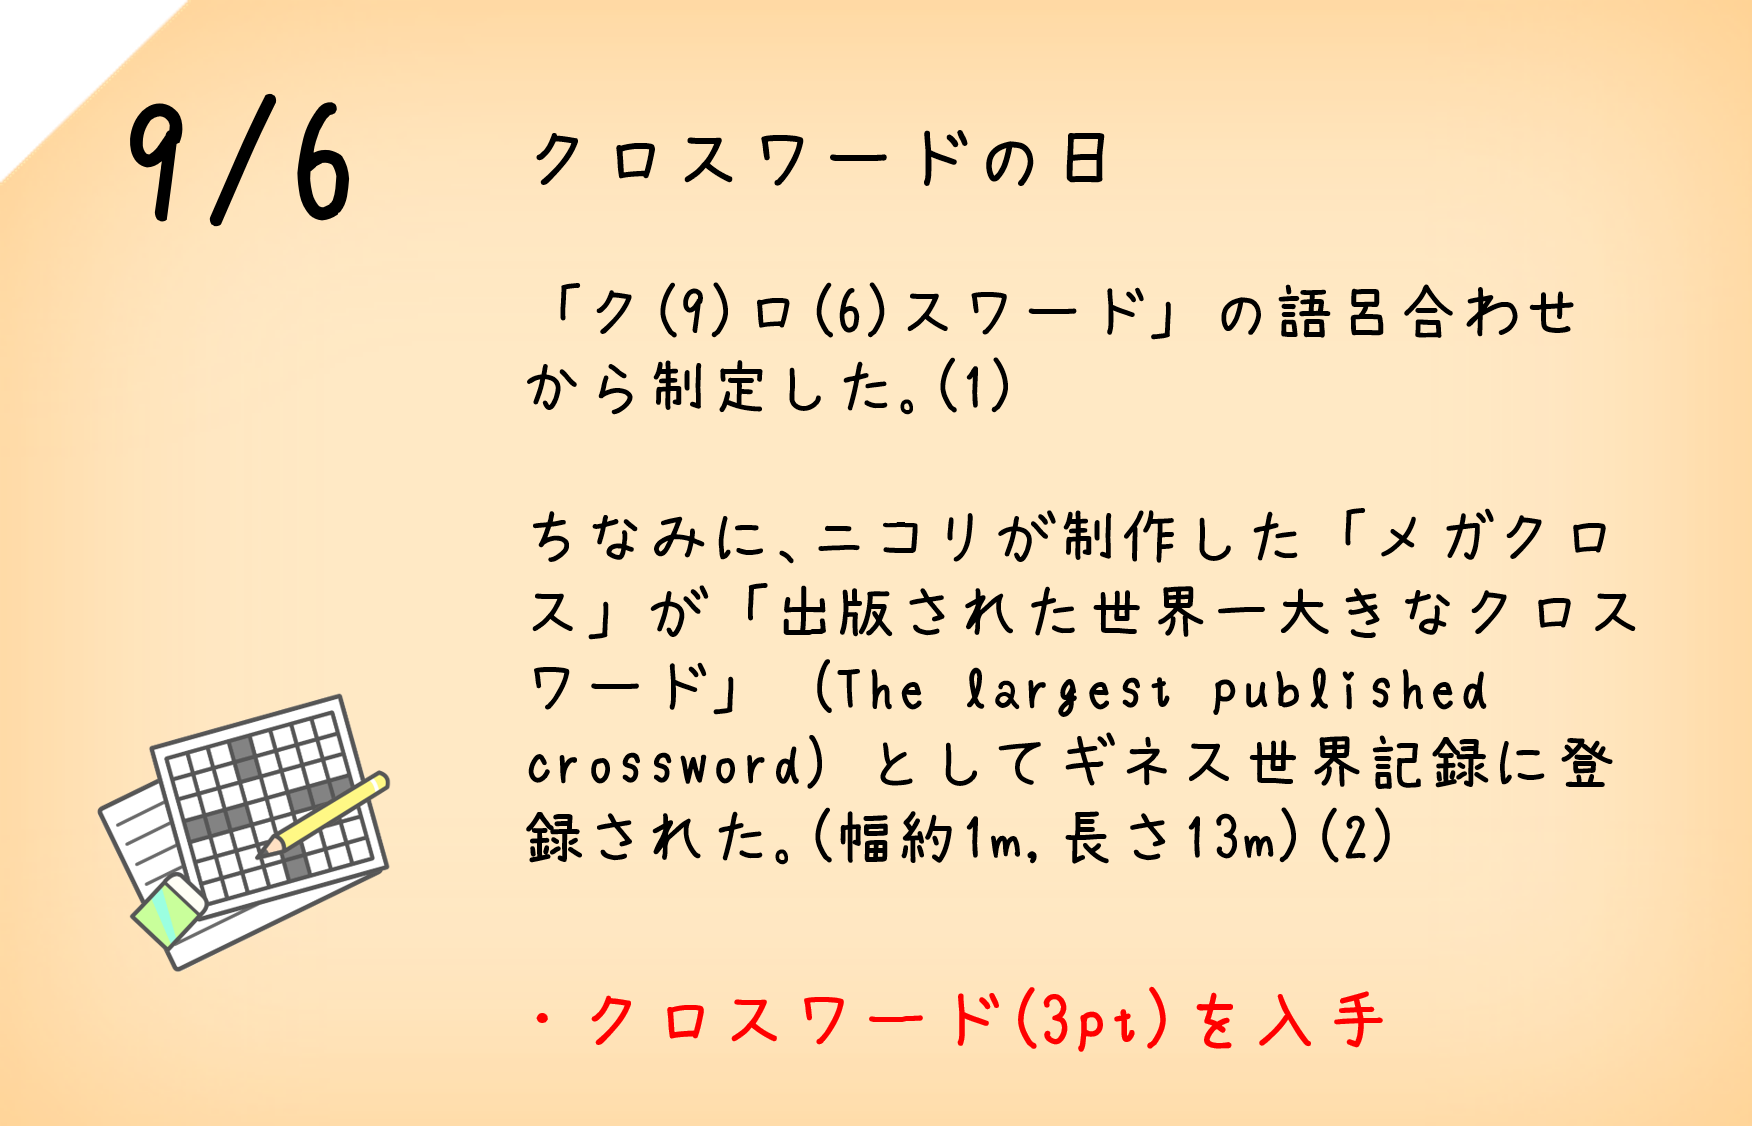 9/6
クロスワードの日
「ク(9)ロ(6)スワード」の語呂合わせ
から制定した。(1)
ちなみに、ニコリが制作した「メガクロ
ス」が「出版された世界一大きなクロス
ワード」 (The largest published
crossword) としてギネス世界記録に登
録された。(幅約1m, 長さ13m)(2)
・クロスワード(3pt)を入手